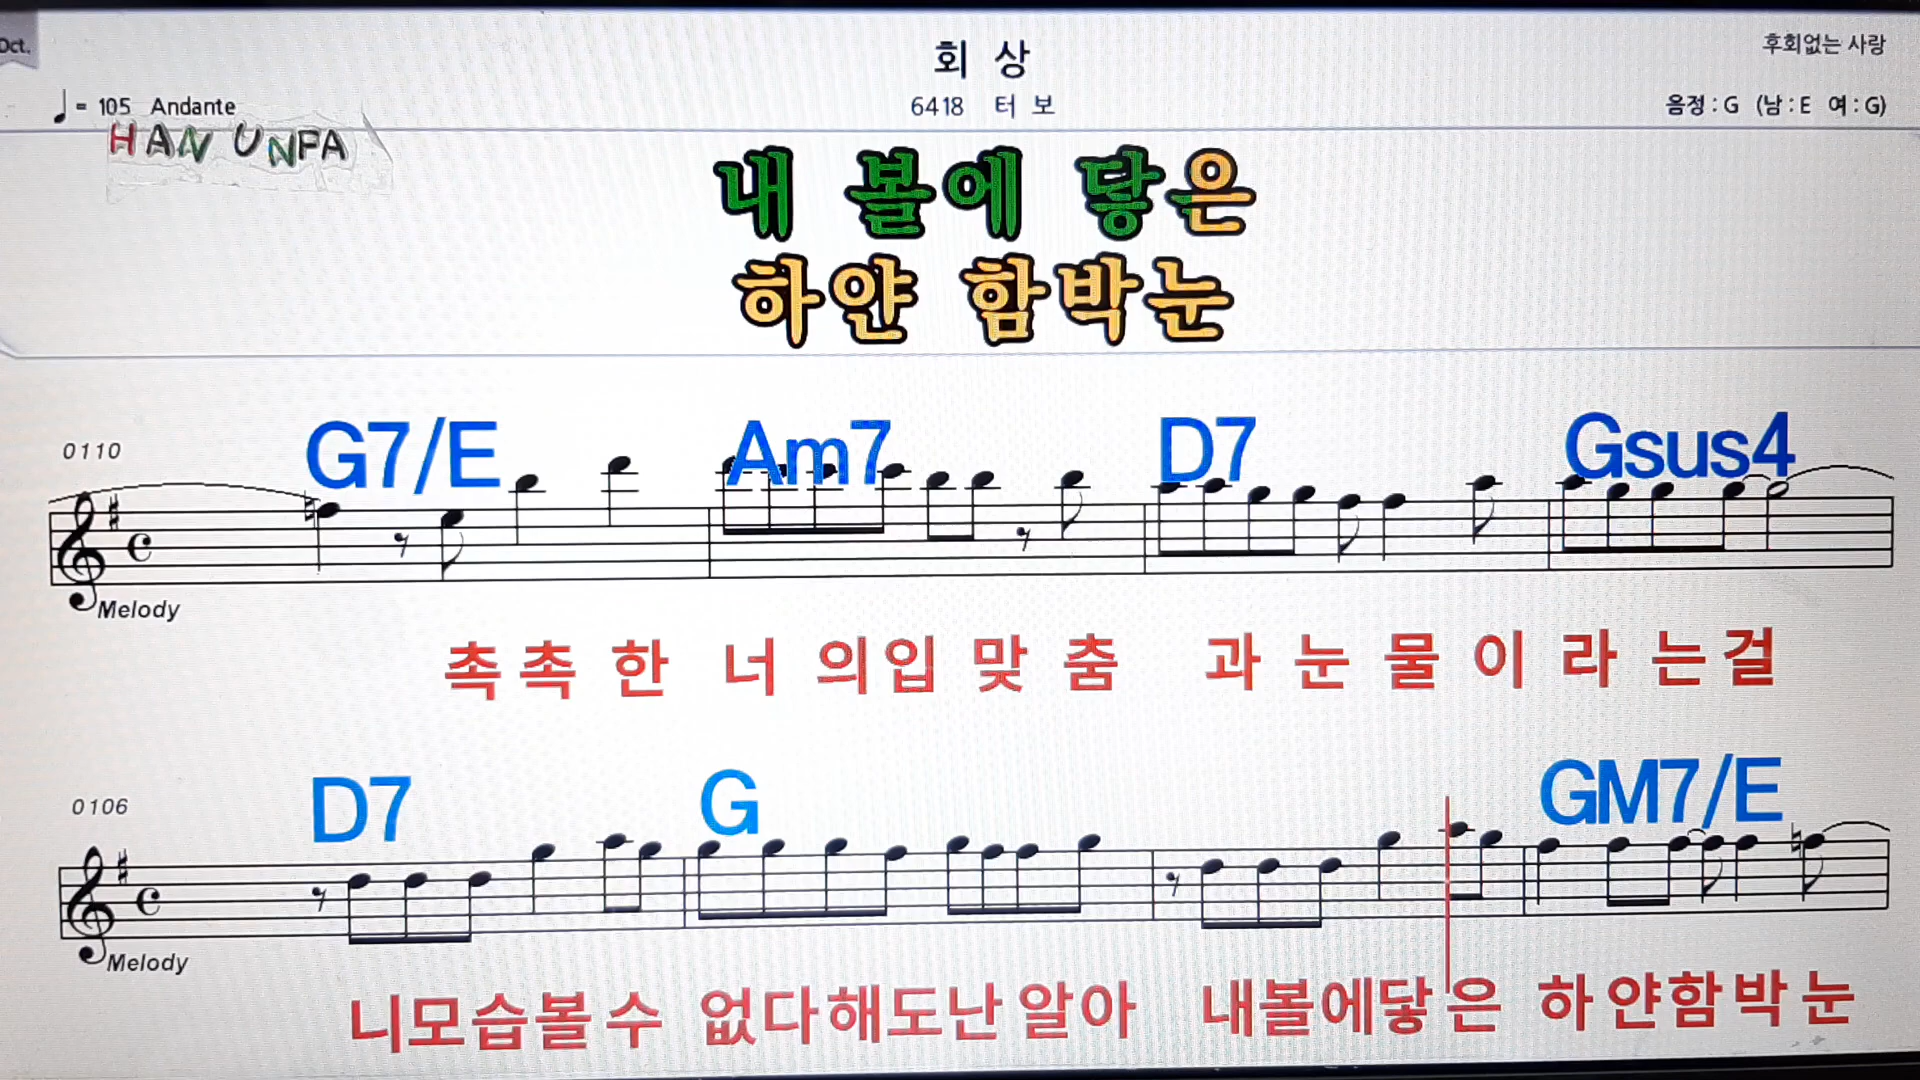 Oct.
회 상
후회없는 사랑
♩= 105 Andante
6418 터 보
음정 : G (남 : E 여 : G)
HAN UNPA
내 볼에 닿은
하얀 함박눈
0110
G7/E Am7 D7 Gsus4
Melody
촉 촉 한 너 의 입 맞 춤 과 눈 물 이 라 는 걸
0106
D7 G GM7/E
Melody
니모습볼수 없다해도난알아 내볼에닿은 하얀함박눈